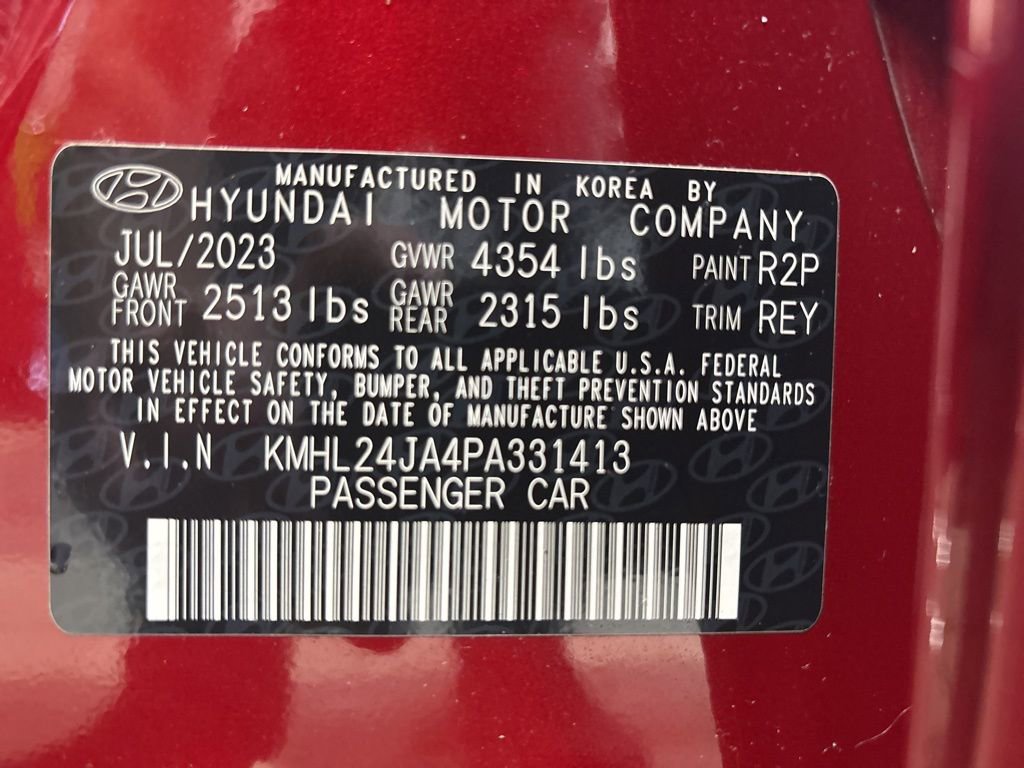 MANUFACTURED IN KOREA BY
HYUNDAI MOTOR COMPANY
JUL/2023 GVWR 4354 lbs PAINT R2P
GAWR FRONT 2513 lbs GAWR REAR 2315 lbs TRIM REY
THIS VEHICLE CONFORMS TO ALL APPLICABLE U.S.A. FEDERAL
MOTOR VEHICLE SAFETY, BUMPER, AND THEFT PREVENTION STANDARDS
IN EFFECT ON THE DATE OF MANUFACTURE SHOWN ABOVE
V.I.N KMHL24JA4PA331413
PASSENGER CAR